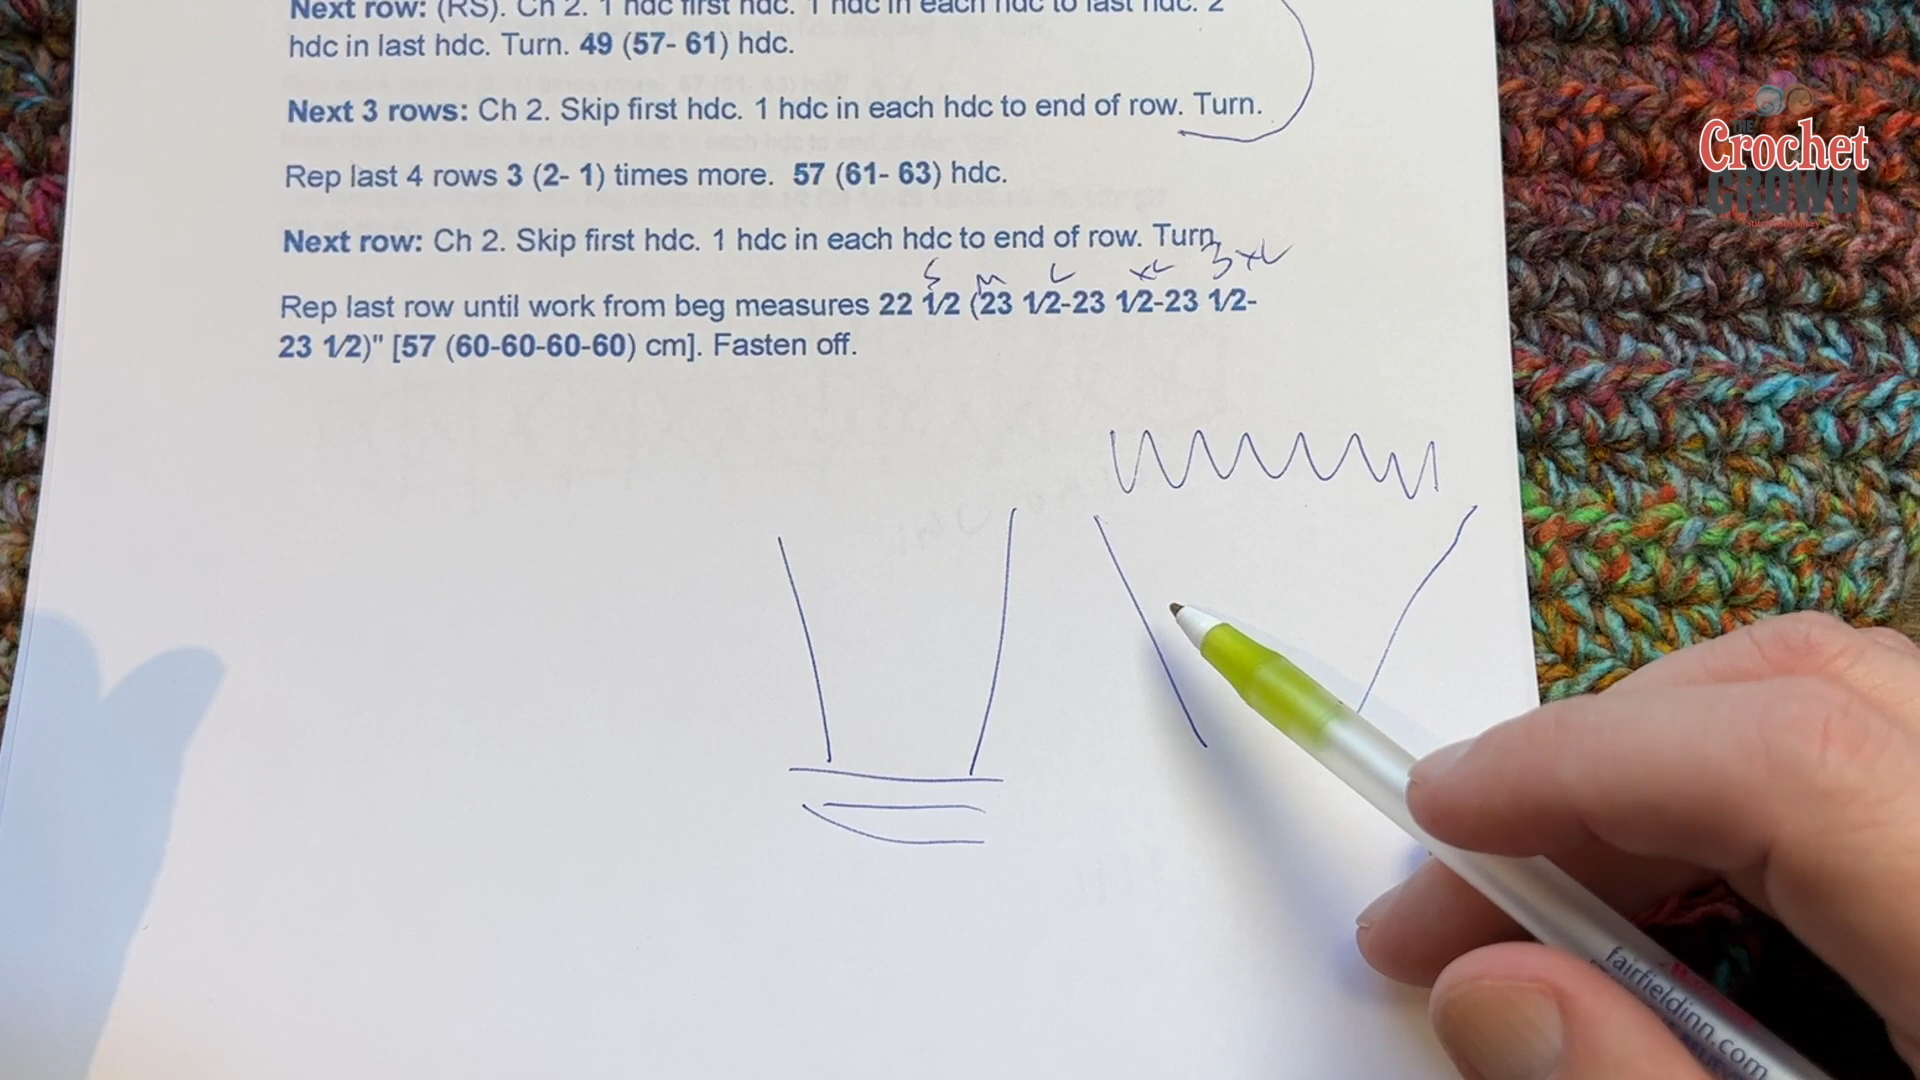 Next row: (RS). Ch 2. 1 hdc first hdc. 1 hdc in each hdc to last hdc. 2
hdc in last hdc. Turn. 49 (57- 61) hdc.
Next 3 rows: Ch 2. Skip first hdc. 1 hdc in each hdc to end of row. Turn.
Rep last 4 rows 3 (2- 1) times more. 57 (61- 63) hdc.
Next row: Ch 2. Skip first hdc. 1 hdc in each hdc to end of row. Turn.
S M L XL 3XL
Rep last row until work from beg measures 22 1⁄2 (23 1⁄2-23 1⁄2-23 1⁄2-
23 1⁄2)" [57 (60-60-60-60) cm]. Fasten off.
THE
Crochet
CROWD
fairfieldinn.com